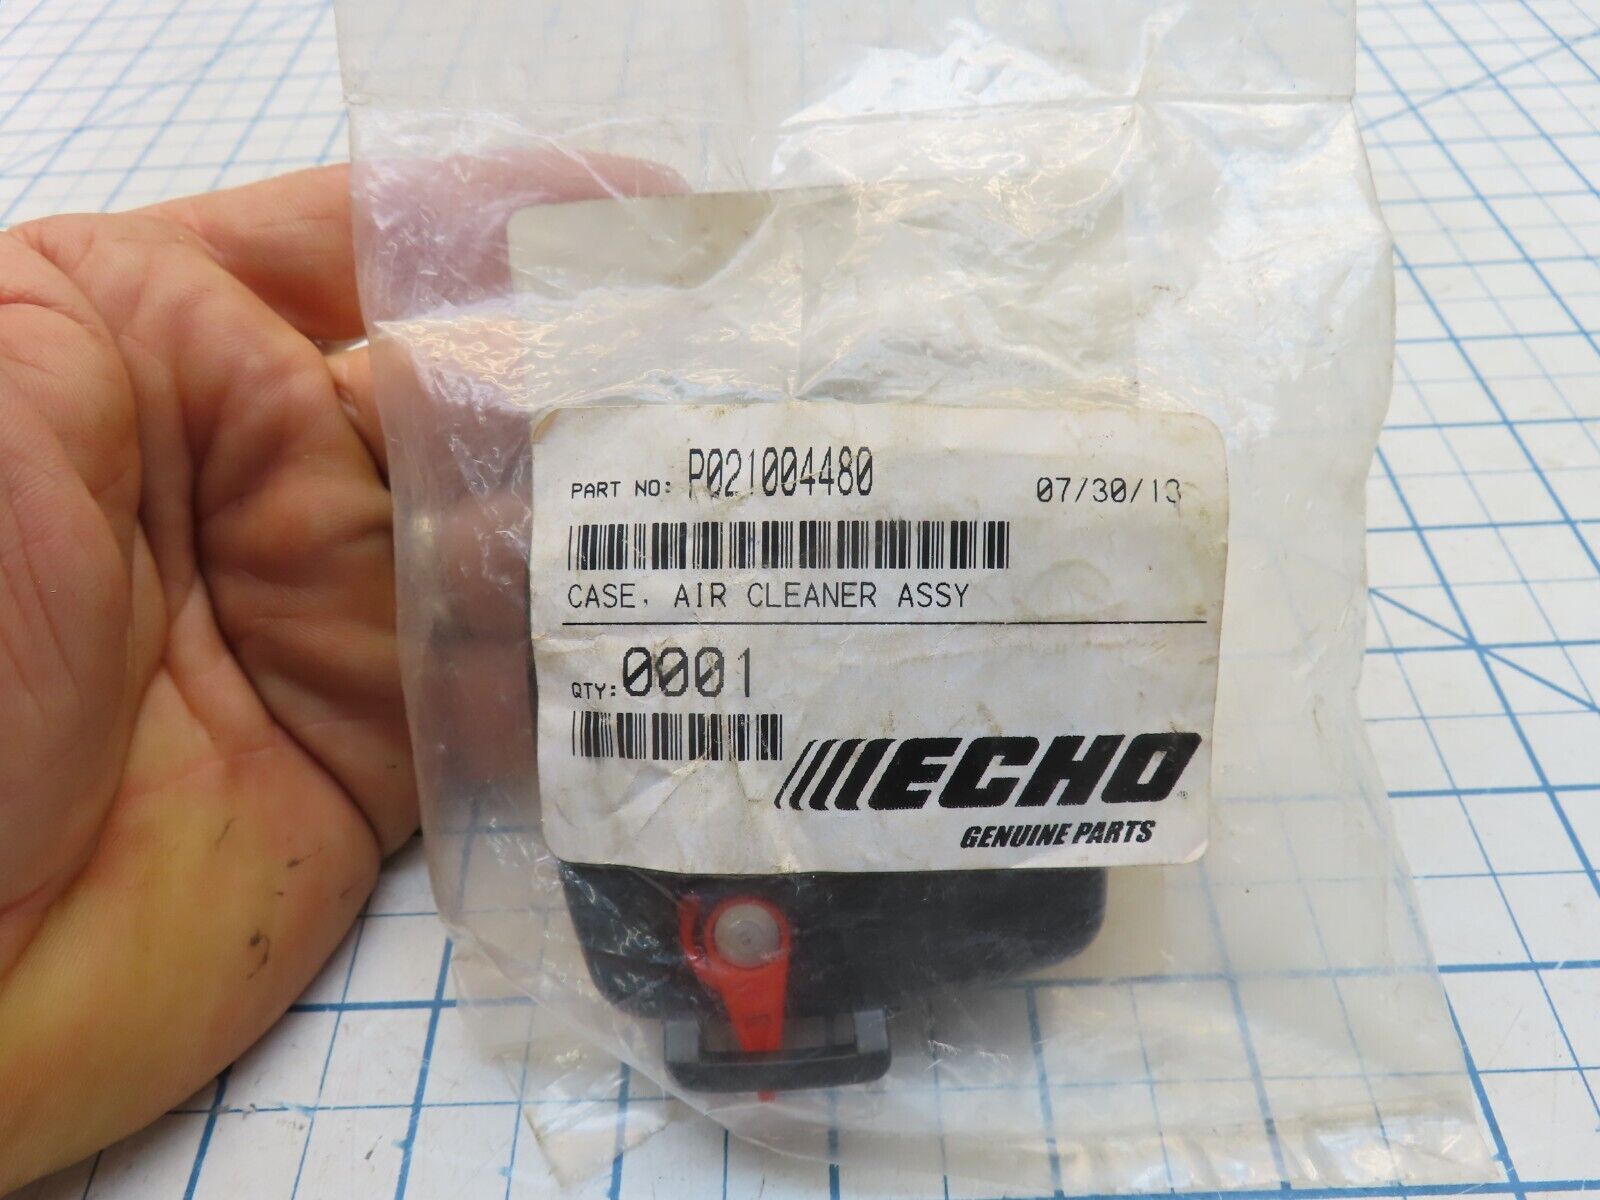 PART NO: P021004480 07/30/13
CASE, AIR CLEANER ASSY
QTY: 0001
ECHO®
GENUINE PARTS